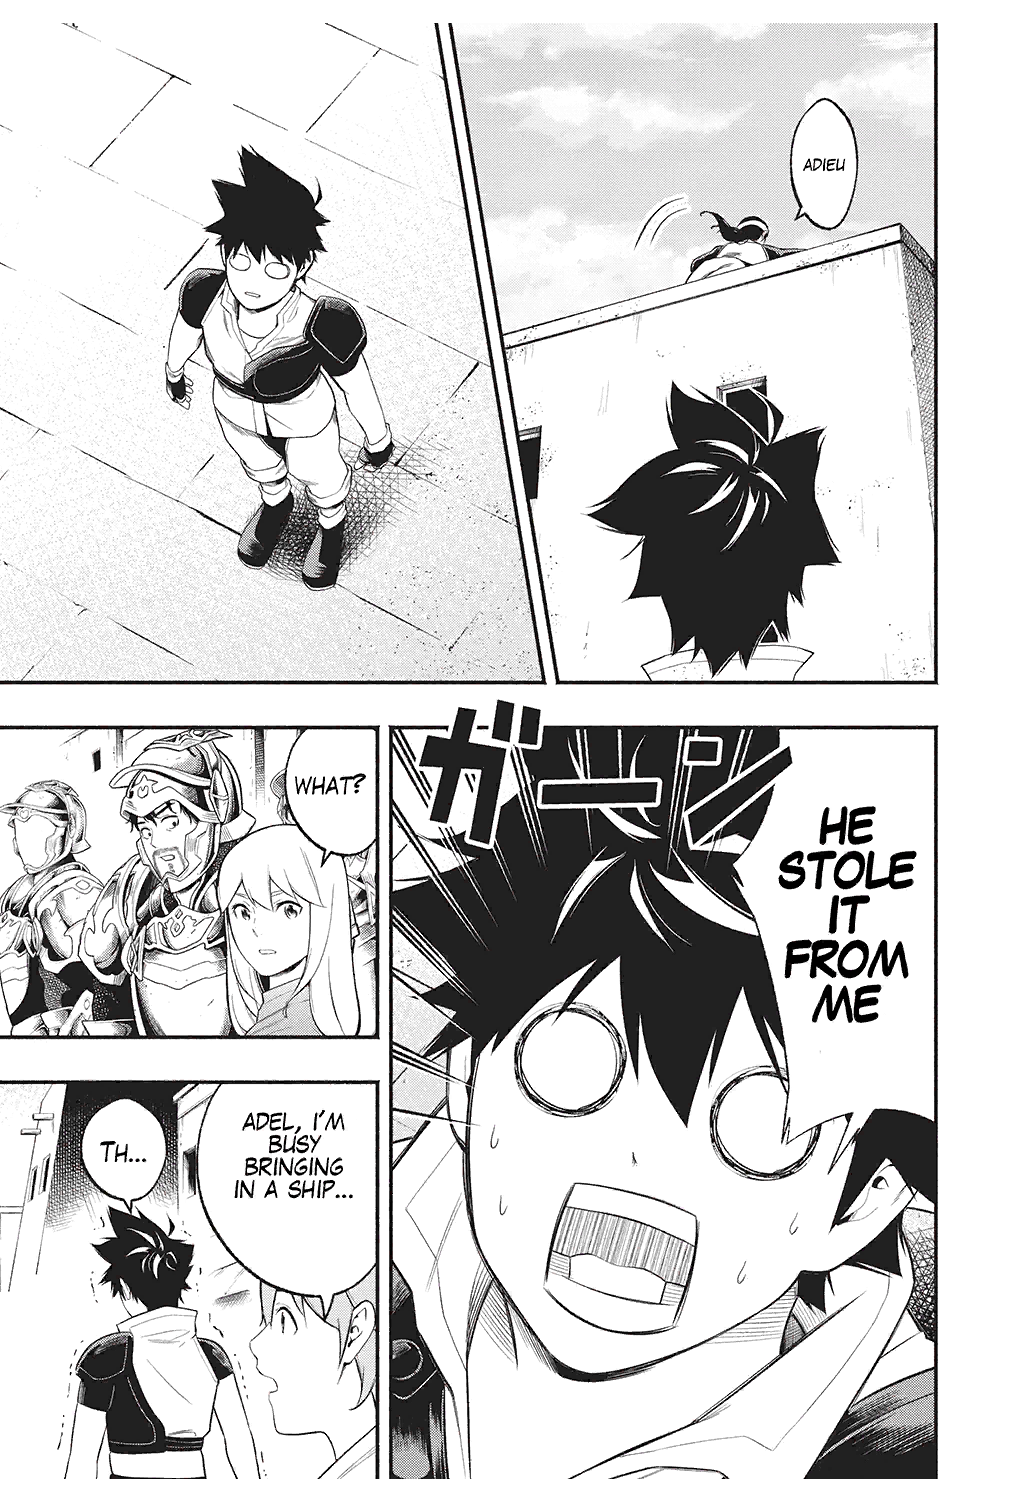 ADIEU
ガーン
HE
STOLE
IT
FROM
ME
WHAT?
ADEL, I'M
BUSY
BRINGING
IN A SHIP...
TH...